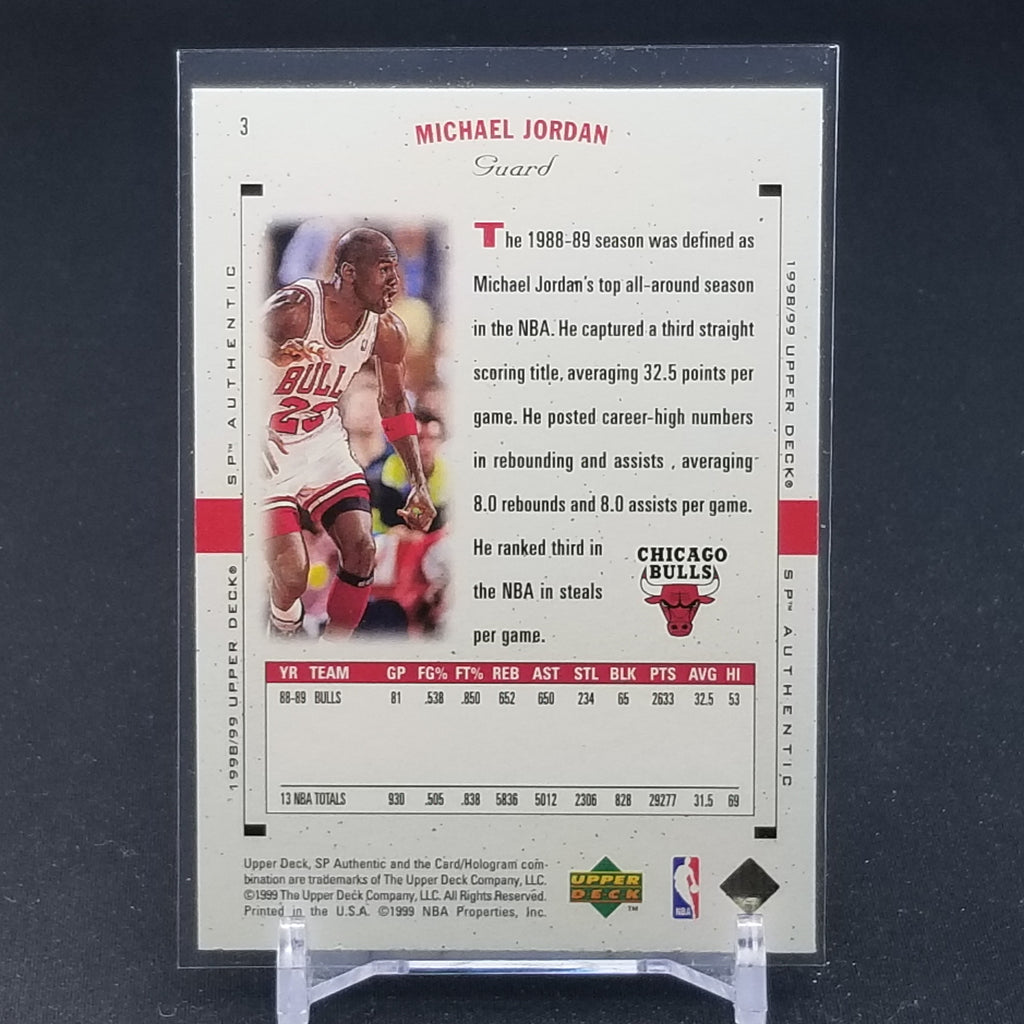 3
MICHAEL JORDAN
Guard
The 1988-89 season was defined as
Michael Jordan's top all-around season
in the NBA. He captured a third straight
scoring title, averaging 32.5 points per
game. He posted career-high numbers
in rebounding and assists , averaging
8.0 rebounds and 8.0 assists per game.
He ranked third in
the NBA in steals
per game.
CHICAGO
BULLS
BULL
23
SP™ AUTHENTIC
1998/99 UPPER DECK®
1998/99 UPPER DECK®
SP™ AUTHENTIC
YR TEAM GP FG% FT% REB AST STL BLK PTS AVG HI
88-89 BULLS 81 .538 .850 652 650 234 65 2633 32.5 53
13 NBA TOTALS 930 .505 .838 5836 5012 2306 828 29277 31.5 69
Upper Deck, SP Authentic and the Card/Hologram com-
bination are trademarks of The Upper Deck Company, LLC.
©1999 The Upper Deck Company, LLC. All Rights Reserved.
Printed in the U.S.A. ©1999 NBA Properties, Inc.
UPPER
DECK™
NBA